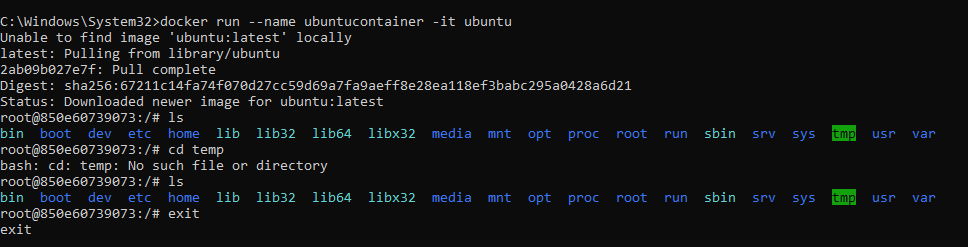 C:\Windows\System32>docker run --name ubuntucontainer -it ubuntu
Unable to find image 'ubuntu:latest' locally
latest: Pulling from library/ubuntu
2ab09b027e7f: Pull complete
Digest: sha256:67211c14fa74f070d27cc59d69a7fa9aeff8e28ea118ef3babc295a0428a6d21
Status: Downloaded newer image for ubuntu:latest
root@850e60739073:/# ls
bin boot dev etc home lib lib32 lib64 libx32 media mnt opt proc root run sbin srv sys tmp usr var
root@850e60739073:/# cd temp
bash: cd: temp: No such file or directory
root@850e60739073:/# ls
bin boot dev etc home lib lib32 lib64 libx32 media mnt opt proc root run sbin srv sys tmp usr var
root@850e60739073:/# exit
exit